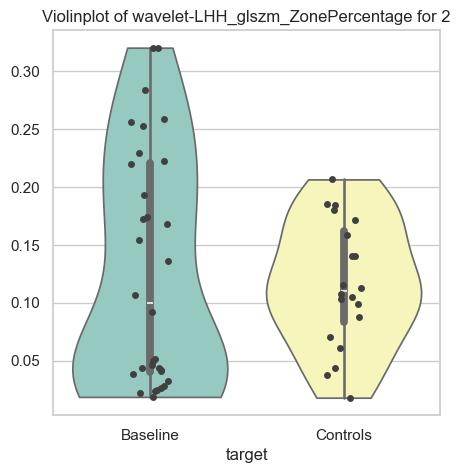 Violinplot of wavelet-LHH_glszm_ZonePercentage for 2
0.30
0.25
0.20
0.15
0.10
0.05
Baseline
Controls
target